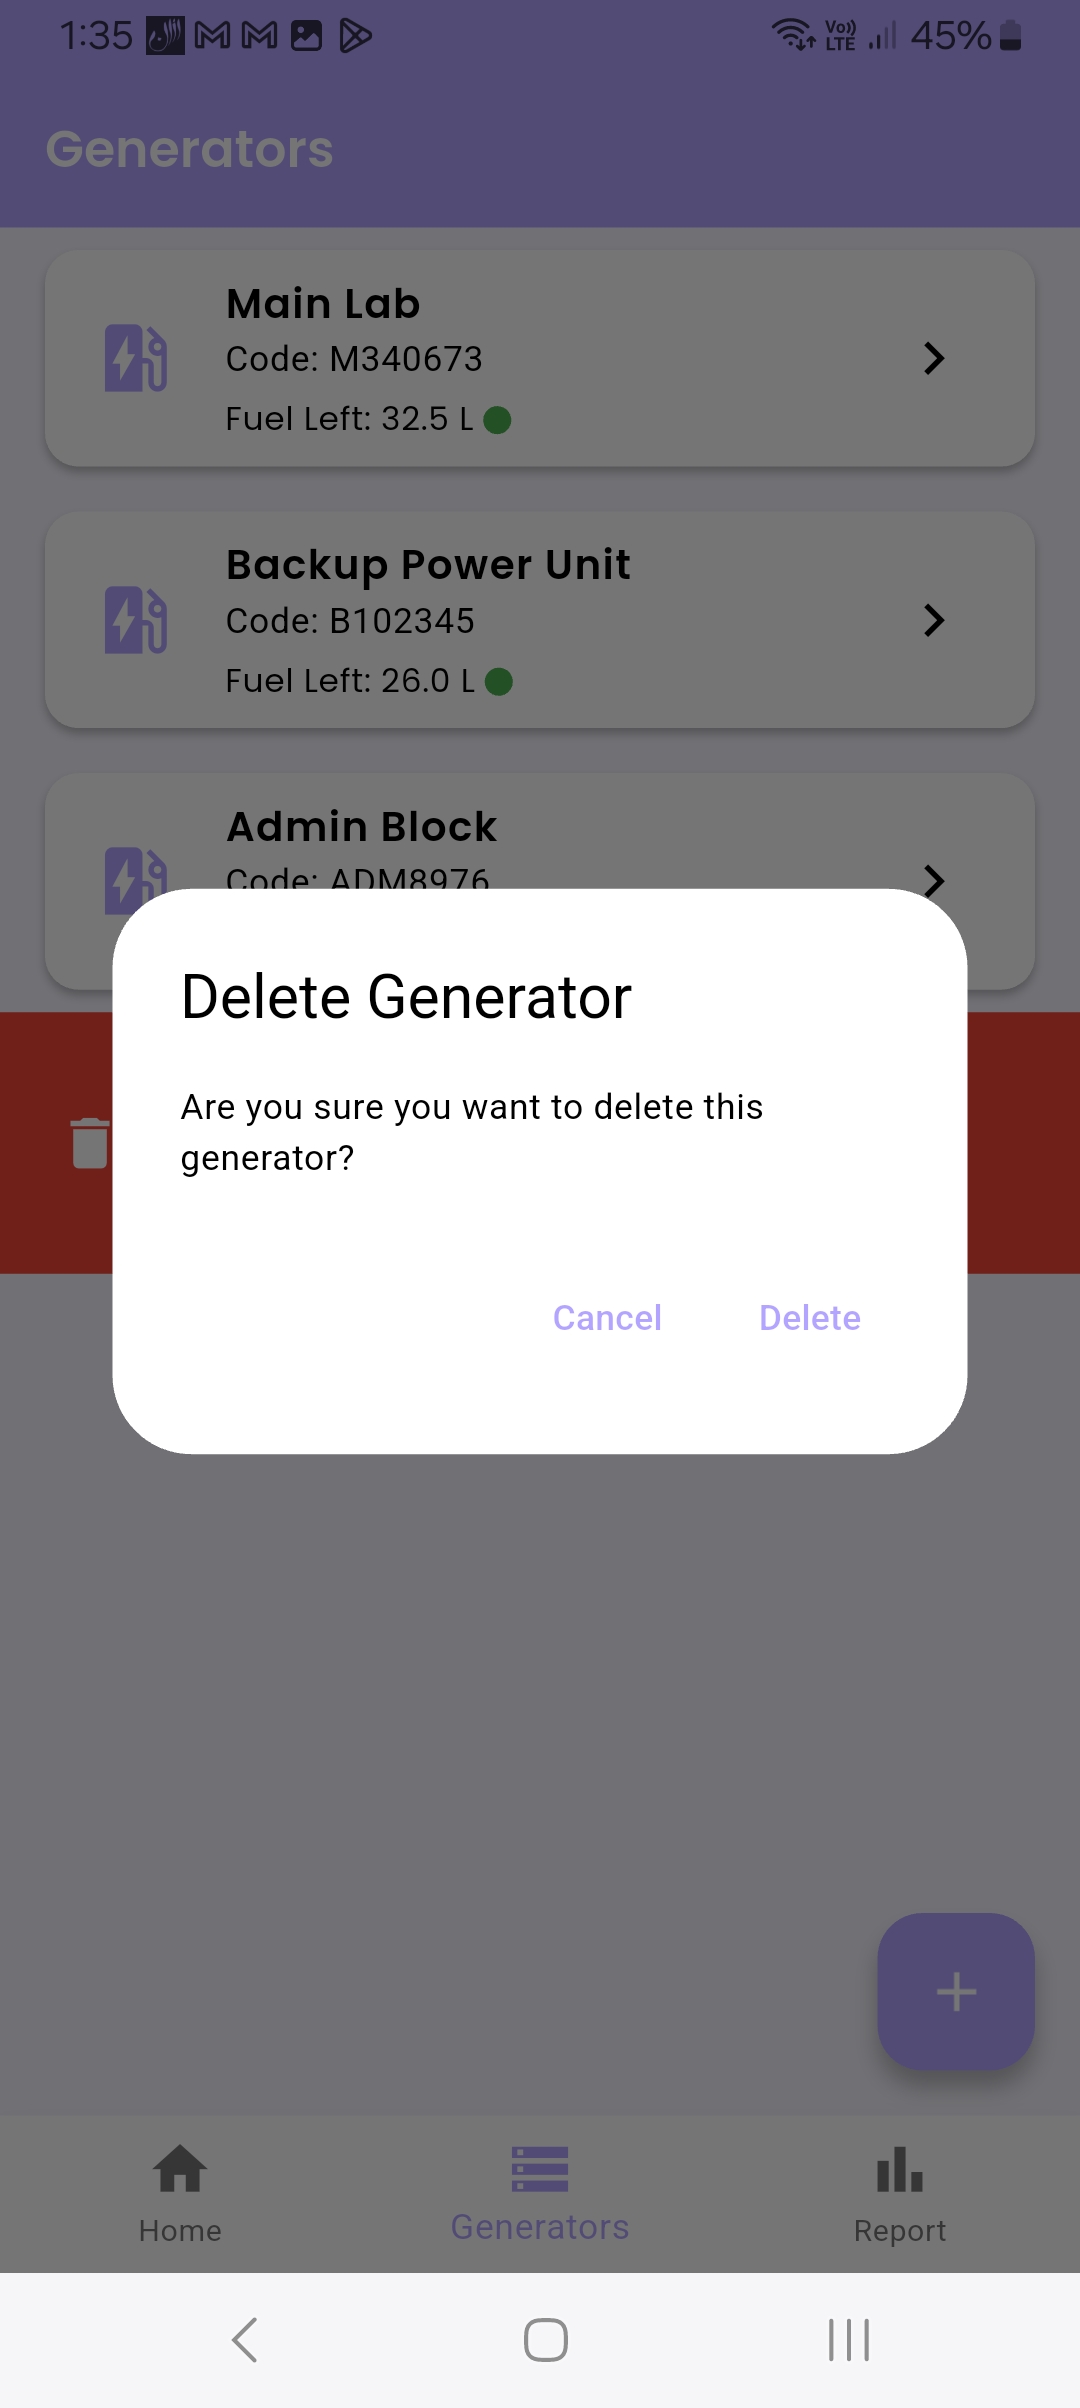 1:35
Vo)) LTE 45%
Generators
Main Lab
Code: M340673
Fuel Left: 32.5 L
Backup Power Unit
Code: B102345
Fuel Left: 26.0 L
Admin Block
Code: ADM8976
Delete Generator
Are you sure you want to delete this
generator?
Cancel Delete
Home Generators Report